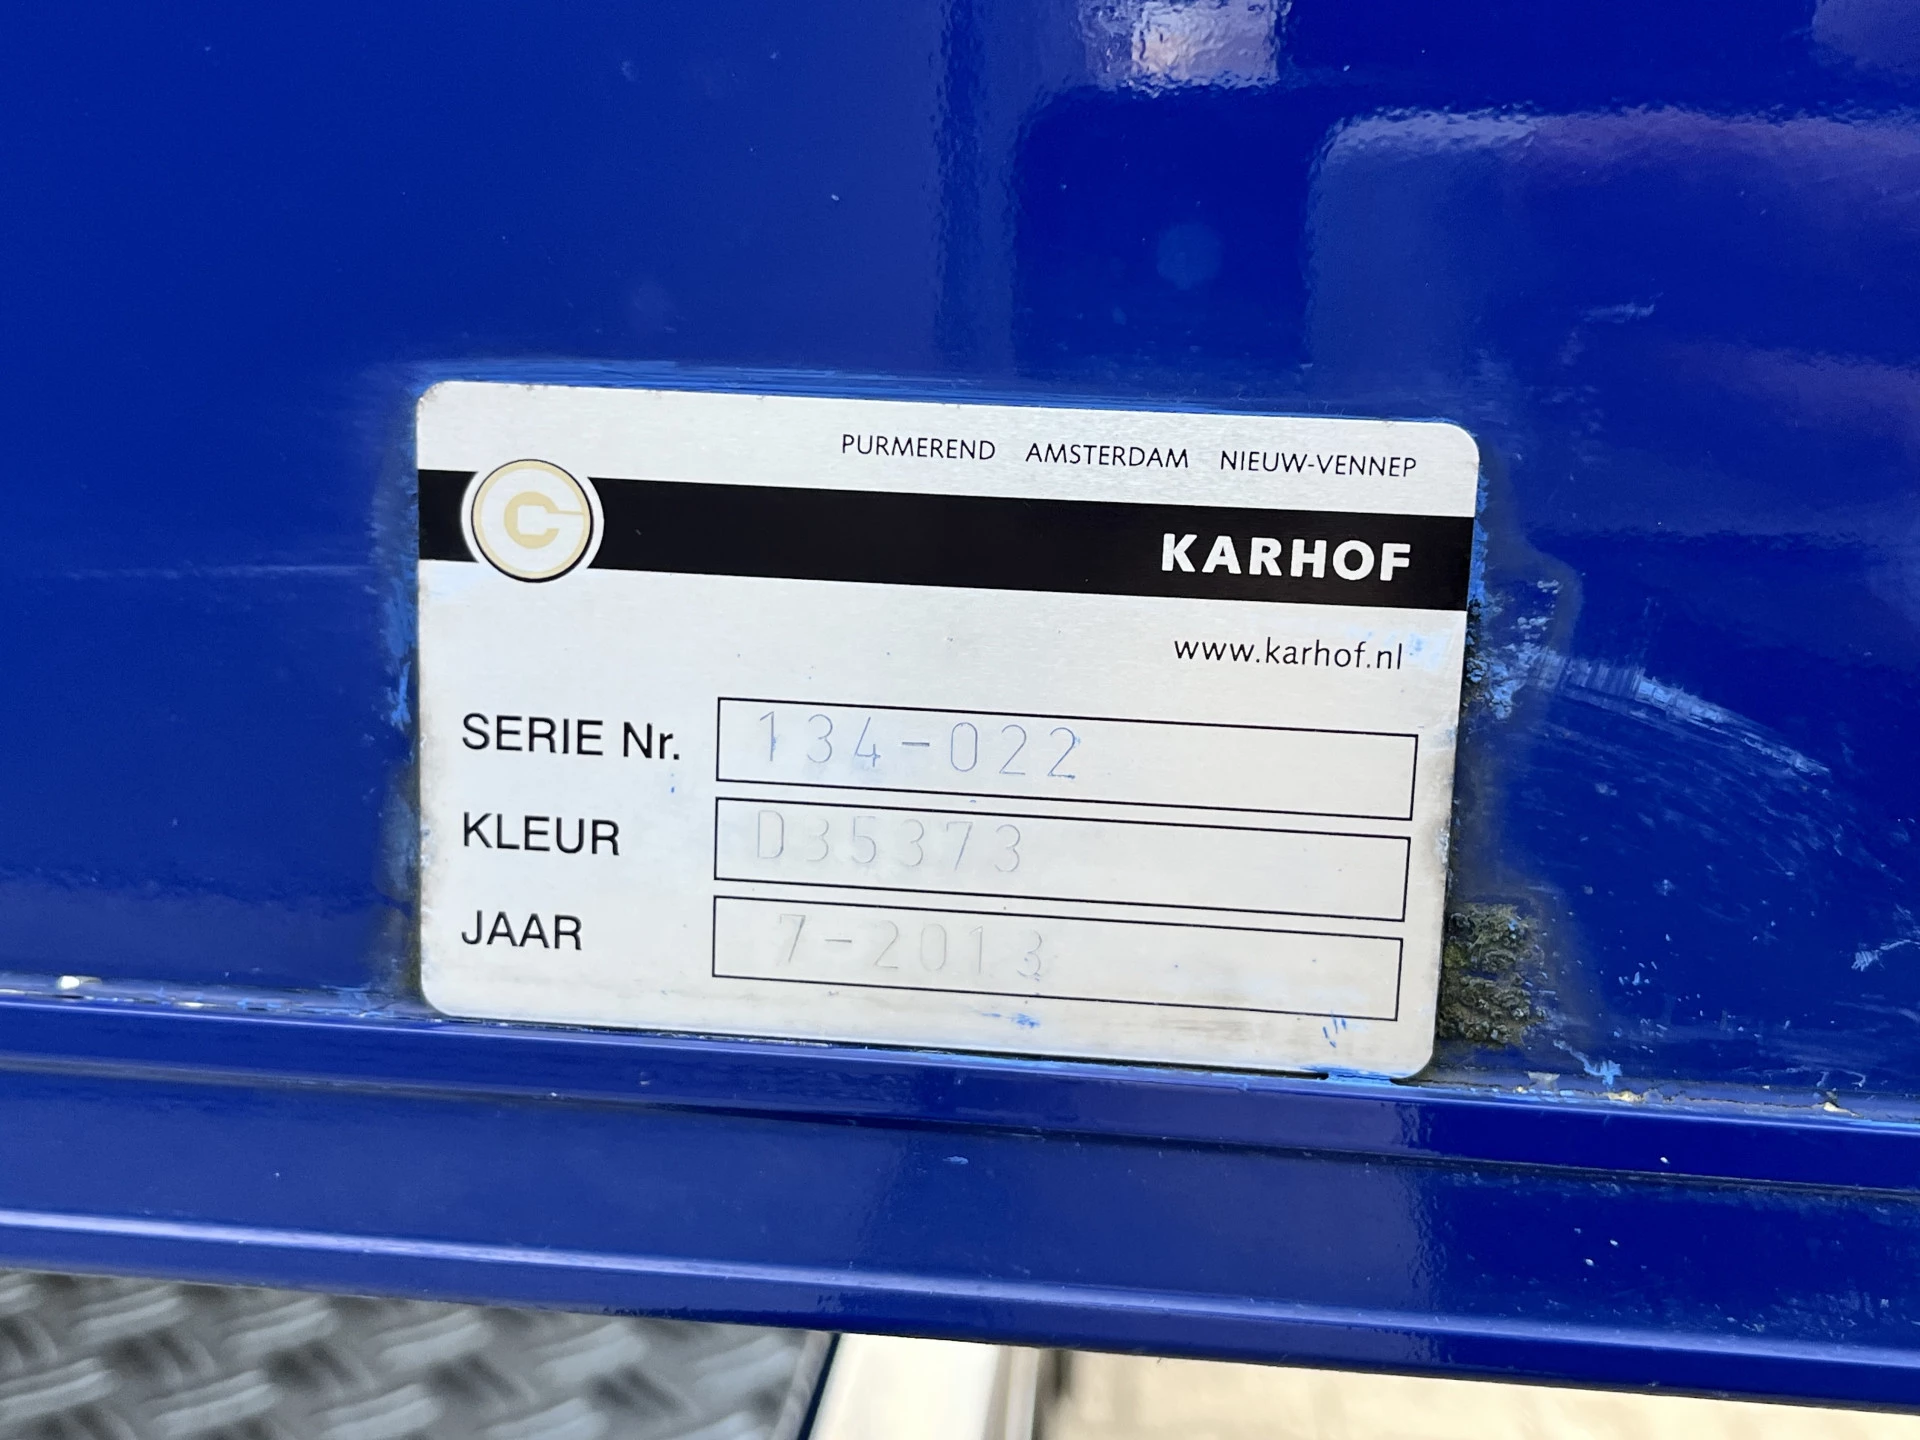 PURMEREND AMSTERDAM NIEUW-VENNEP
KARHOF
www.karhof.nl
SERIE Nr. 134-022
KLEUR D35373
JAAR 7-2013